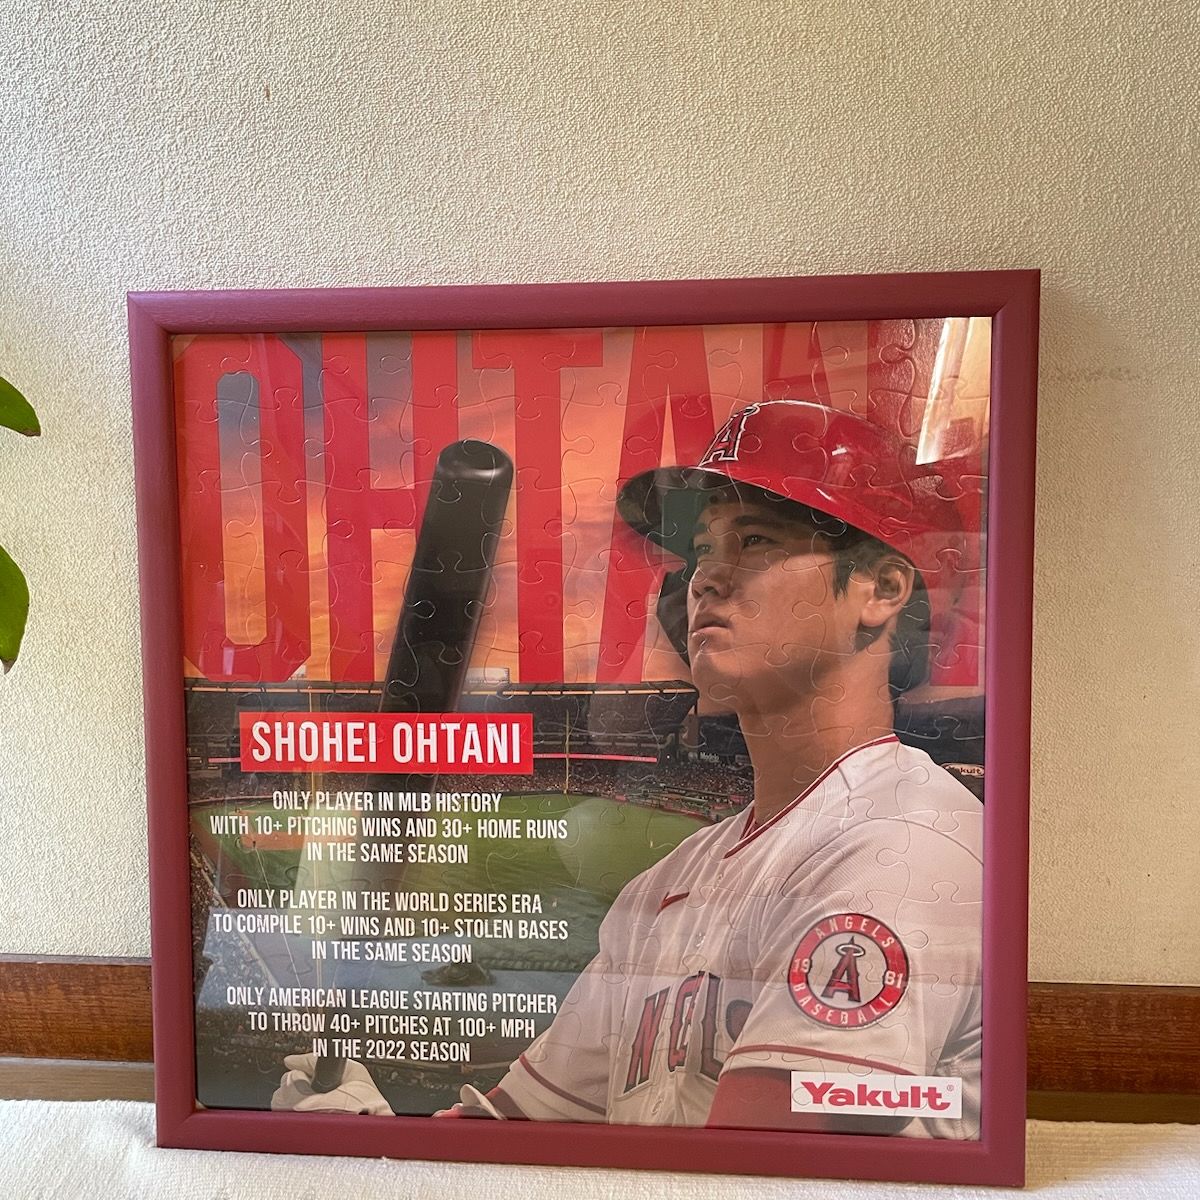 OHTANI
A
SHOHEI OHTANI
ONLY PLAYER IN MLB HISTORY
WITH 10+ PITCHING WINS AND 30+ HOME RUNS
IN THE SAME SEASON
ONLY PLAYER IN THE WORLD SERIES ERA
TO COMPILE 10+ WINS AND 10+ STOLEN BASES
IN THE SAME SEASON
ONLY AMERICAN LEAGUE STARTING PITCHER
TO THROW 40+ PITCHES AT 100+ MPH
IN THE 2022 SEASON
Yakult
NGELS
ANGELS
19 A 61
BASEBALL
Yakult®